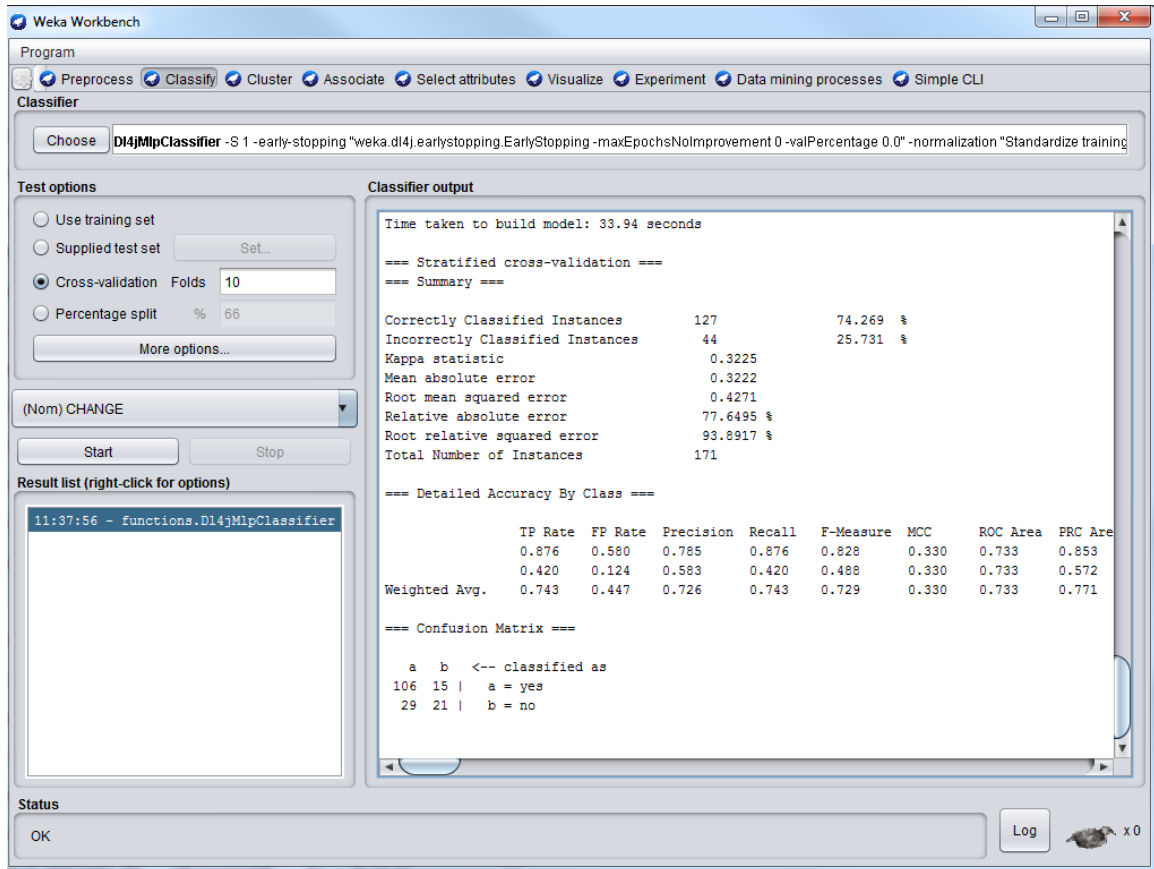 Weka Workbench
Program
Preprocess Classify Cluster Associate Select attributes Visualize Experiment Data mining processes Simple CLI
Classifier
Choose Dl4jMlpClassifier -S 1 -early-stopping "weka.dl4j.earlystopping.EarlyStopping -maxEpochsNoImprovement 0 -valPercentage 0.0" -normalization "Standardize training
Test options
Use training set
Supplied test set Set...
Cross-validation Folds 10
Percentage split % 66
More options...
(Nom) CHANGE
Start Stop
Result list (right-click for options)
11:37:56 - functions.Dl4jMlpClassifier
Classifier output
Time taken to build model: 33.94 seconds
=== Stratified cross-validation ===
=== Summary ===
Correctly Classified Instances 127 74.269 %
Incorrectly Classified Instances 44 25.731 %
Kappa statistic 0.3225
Mean absolute error 0.3222
Root mean squared error 0.4271
Relative absolute error 77.6495 %
Root relative squared error 93.8917 %
Total Number of Instances 171
=== Detailed Accuracy By Class ===
TP Rate FP Rate Precision Recall F-Measure MCC ROC Area PRC Are
0.876 0.580 0.785 0.876 0.828 0.330 0.733 0.853
0.420 0.124 0.583 0.420 0.488 0.330 0.733 0.572
Weighted Avg. 0.743 0.447 0.726 0.743 0.729 0.330 0.733 0.771
=== Confusion Matrix ===
a b <-- classified as
106 15 | a = yes
29 21 | b = no
Status
OK
Log
x 0